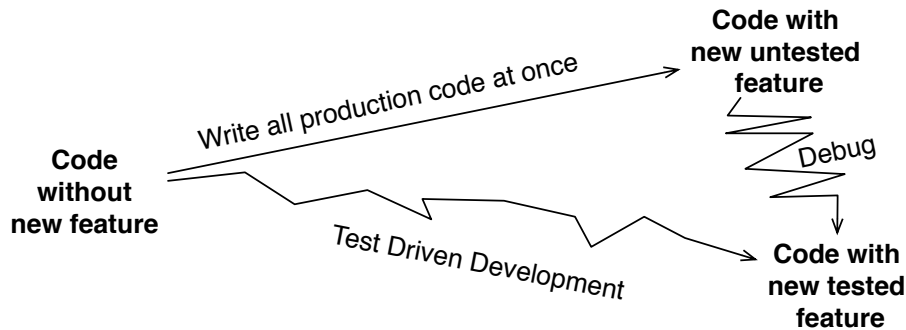 Code with
new untested
feature
Write all production code at once
Debug
Code
without
new feature
Test Driven Development
Code with
new tested
feature